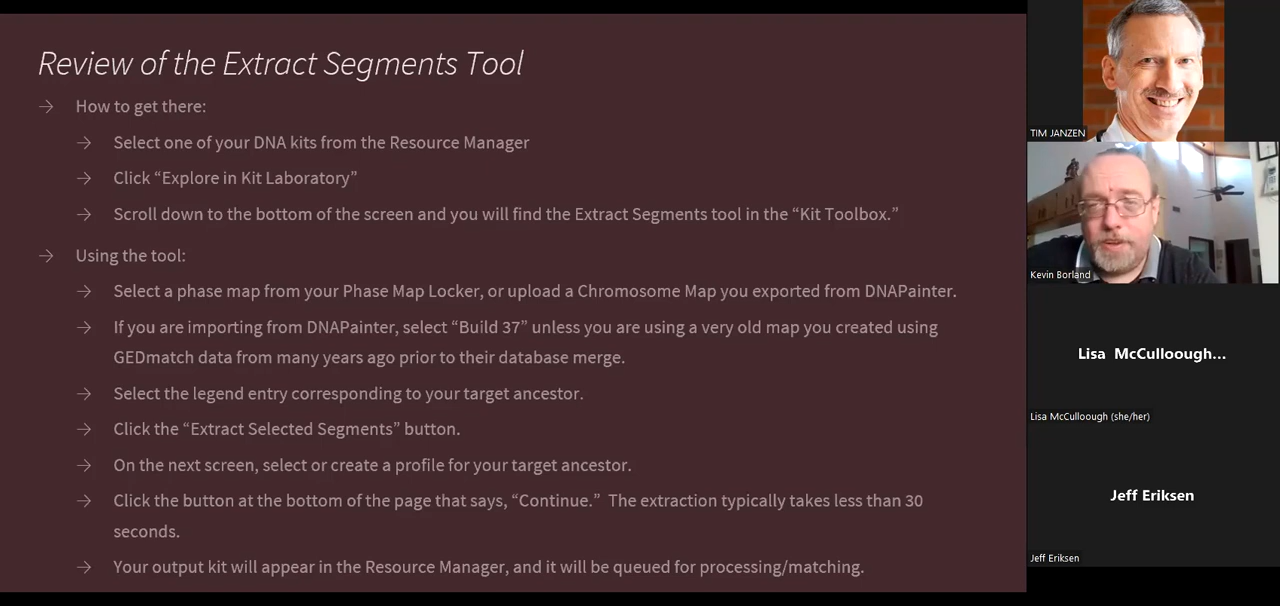 Review of the Extract Segments Tool
→ How to get there:
→ Select one of your DNA kits from the Resource Manager
→ Click “Explore in Kit Laboratory”
→ Scroll down to the bottom of the screen and you will find the Extract Segments tool in the “Kit Toolbox.”
→ Using the tool:
→ Select a phase map from your Phase Map Locker, or upload a Chromosome Map you exported from DNAPainter.
→ If you are importing from DNAPainter, select “Build 37” unless you are using a very old map you created using
GEDmatch data from many years ago prior to their database merge.
→ Select the legend entry corresponding to your target ancestor.
→ Click the “Extract Selected Segments” button.
→ On the next screen, select or create a profile for your target ancestor.
→ Click the button at the bottom of the page that says, “Continue.” The extraction typically takes less than 30
seconds.
→ Your output kit will appear in the Resource Manager, and it will be queued for processing/matching.
TIM JANZEN
Kevin Borland
Lisa McCulloough...
Lisa McCulloough (she/her)
Jeff Eriksen
Jeff Eriksen